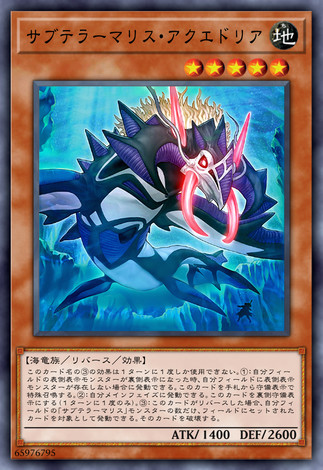 サブテラーマリス・アクエドリア
地
【海竜族/リバース/効果】
このカード名の③の効果は1ターンに1度しか使用できない。①:自分フィ
ールドの表側表示モンスターが裏側表示になった時、自分フィールドに表側表示
モンスターが存在しない場合に発動できる。このカードを手札から守備表示で
特殊召喚する。②:自分メインフェイズに発動できる。このカードを裏側守備表
示にする(1ターンに1度のみ)。③:このカードがリバースした場合、自分フィー
ルドの「サブテラーマリス」モンスターの数だけ、フィールドにセットされた
カードを対象として発動できる。そのカードを破壊する。
ATK/1400 DEF/2600
65976795